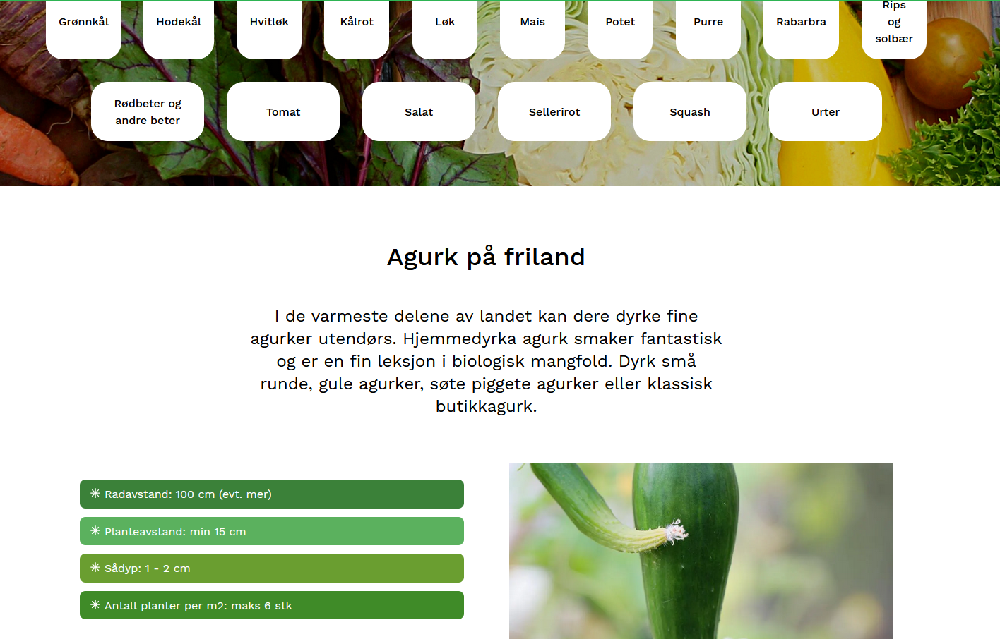 Grønnkål
Hodekål
Hvitløk
Kålrot
Løk
Mais
Potet
Purre
Rabarbra
Rips
og
solbær
Rødbeter og
andre beter
Tomat
Salat
Sellerirot
Squash
Urter
Agurk på friland
I de varmeste delene av landet kan dere dyrke fine
agurker utendørs. Hjemmedyrka agurk smaker fantastisk
og er en fin leksjon i biologisk mangfold. Dyrk små
runde, gule agurker, søte piggete agurker eller klassisk
butikkagurk.
✳ Radavstand: 100 cm (evt. mer)
✳ Planteavstand: min 15 cm
✳ Sådyp: 1 - 2 cm
✳ Antall planter per m2: maks 6 stk